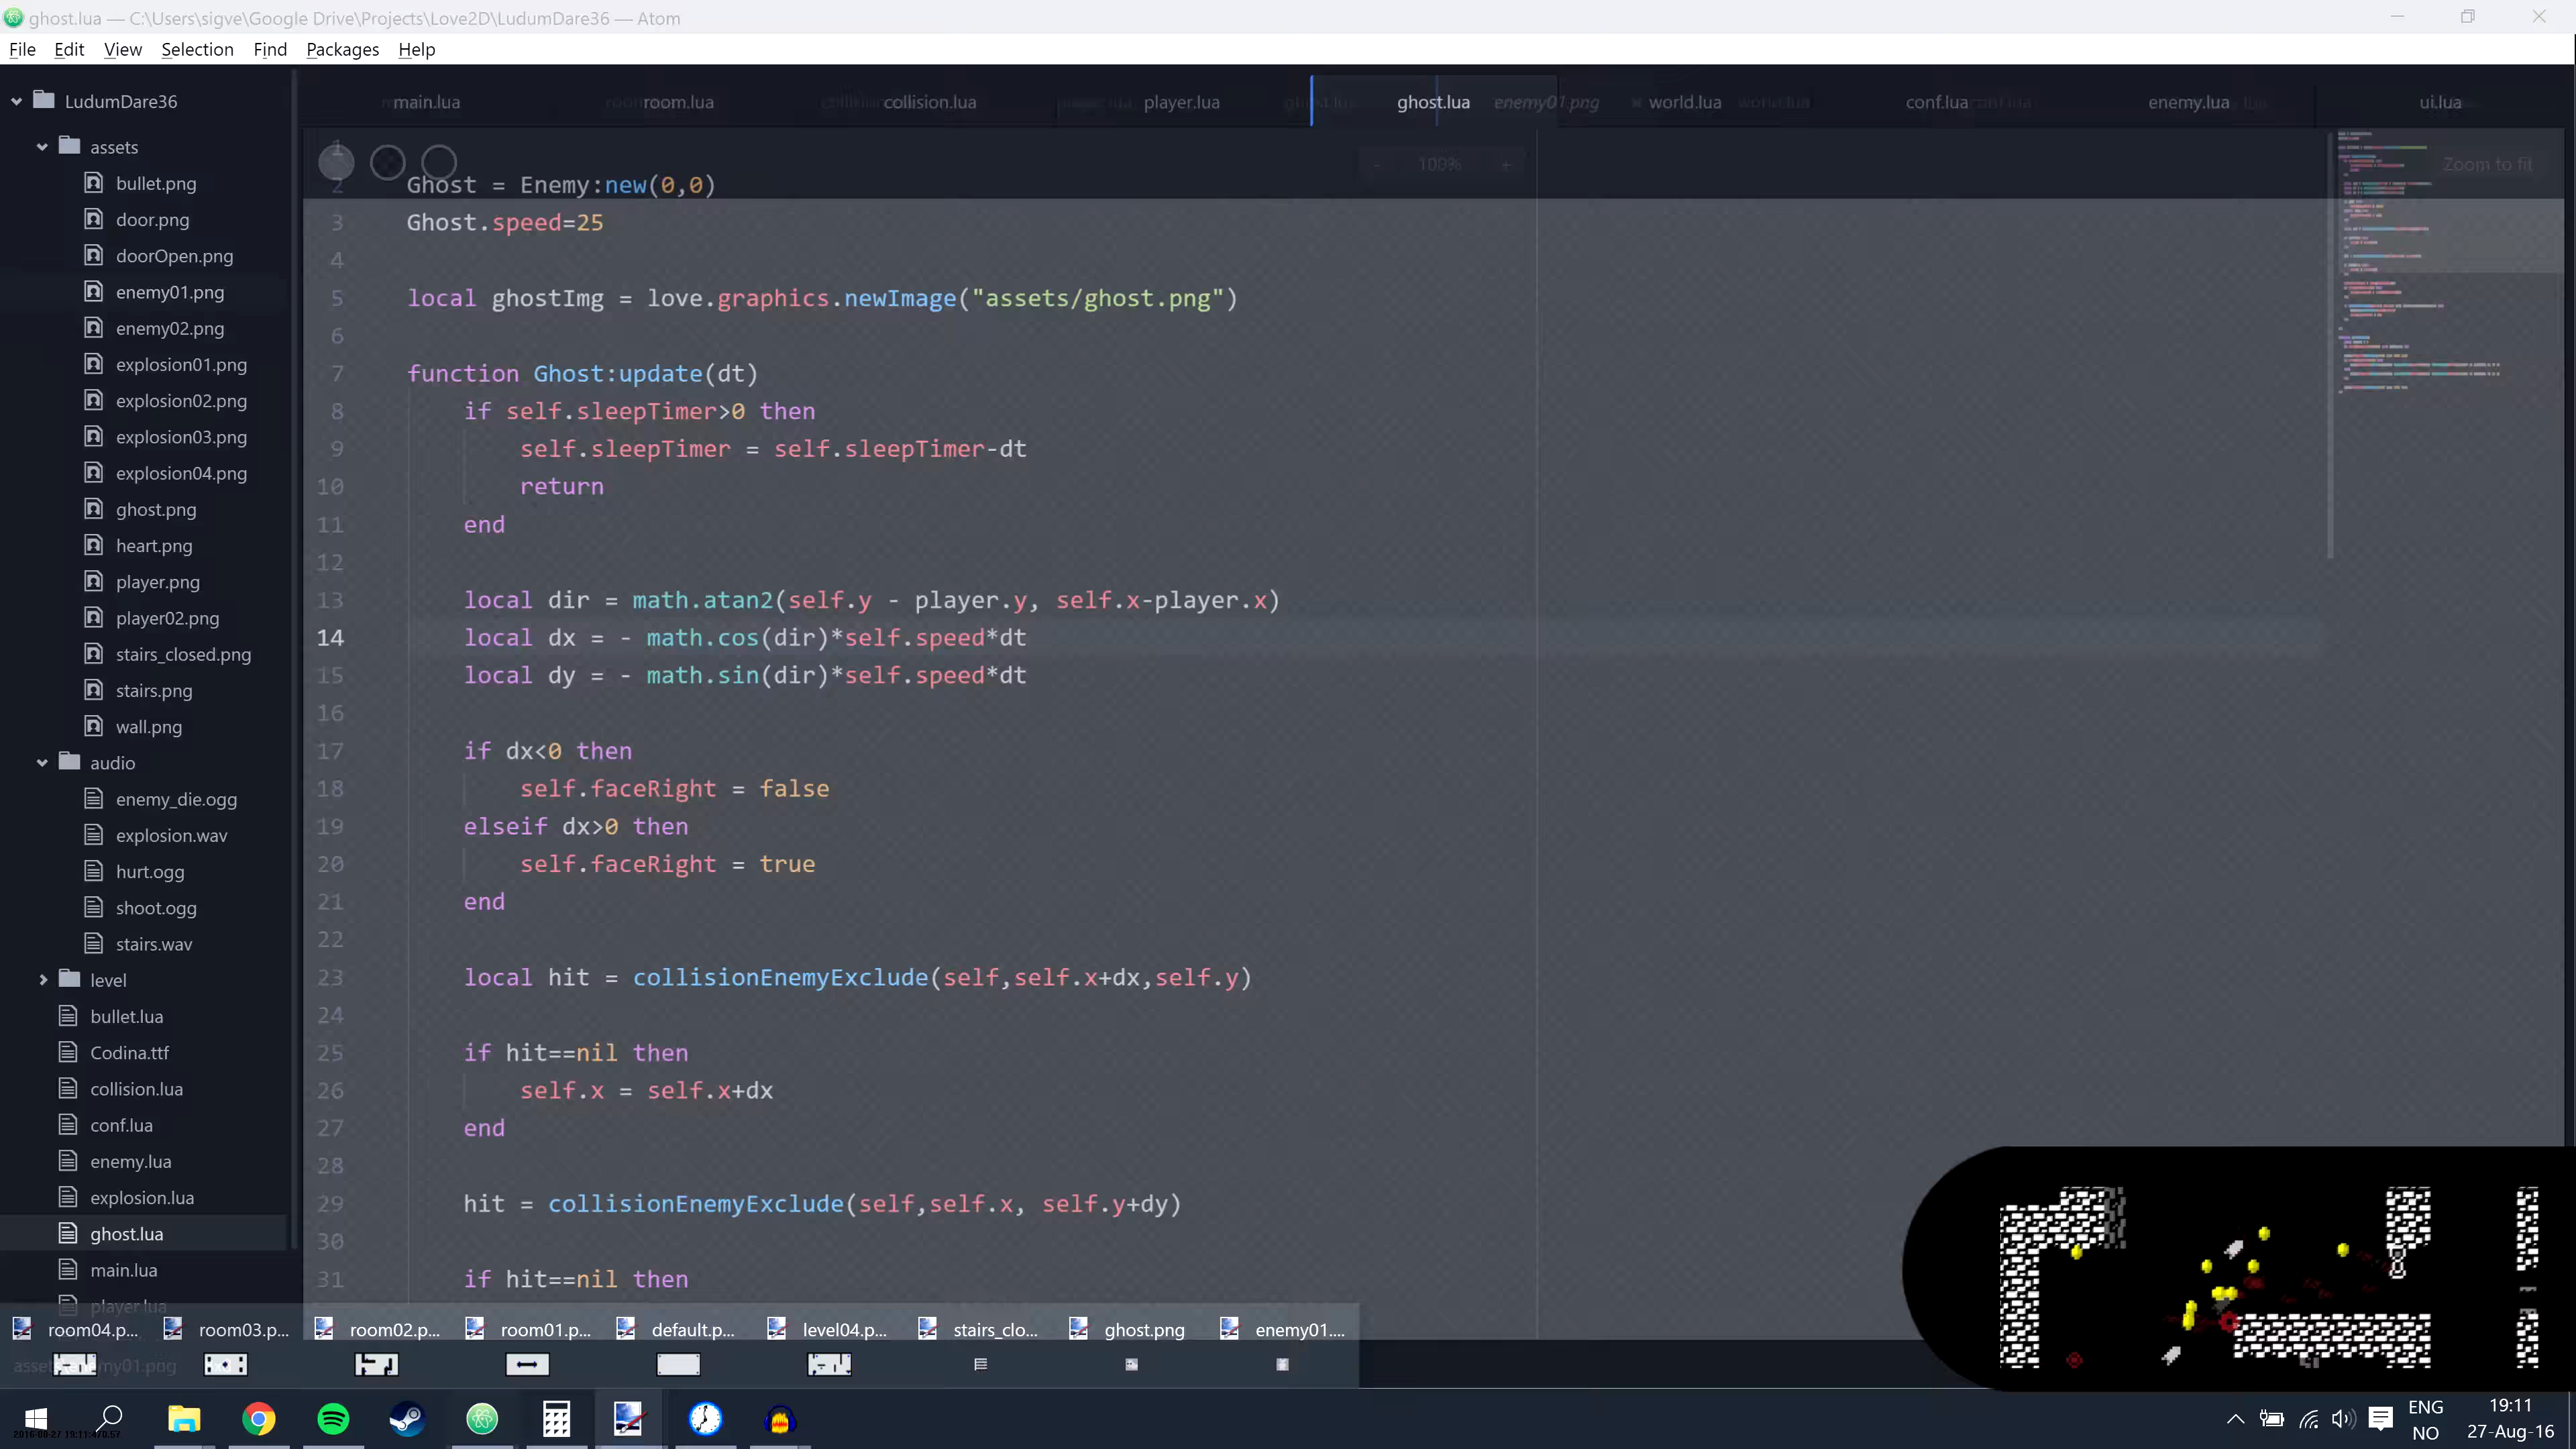 ghost.lua — C:\Users\sigve\Google Drive\Projects\Love2D\LudumDare36 — Atom
File Edit View Selection Find Packages Help
LudumDare36
assets
bullet.png
door.png
doorOpen.png
enemy01.png
enemy02.png
explosion01.png
explosion02.png
explosion03.png
explosion04.png
ghost.png
heart.png
player.png
player02.png
stairs_closed.png
stairs.png
wall.png
audio
enemy_die.ogg
explosion.wav
hurt.ogg
shoot.ogg
stairs.wav
level
bullet.lua
Codina.ttf
collision.lua
conf.lua
enemy.lua
explosion.lua
ghost.lua
main.lua
player.lua
main.lua room.lua collision.lua player.lua ghost.lua enemy01.png world.lua conf.lua enemy.lua ui.lua
- 100% + Zoom to fit
1
2 Ghost = Enemy:new(0,0)
3 Ghost.speed=25
4
5 local ghostImg = love.graphics.newImage("assets/ghost.png")
6
7 function Ghost:update(dt)
8 if self.sleepTimer>0 then
9 self.sleepTimer = self.sleepTimer-dt
10 return
11 end
12
13 local dir = math.atan2(self.y - player.y, self.x-player.x)
14 local dx = - math.cos(dir)*self.speed*dt
15 local dy = - math.sin(dir)*self.speed*dt
16
17 if dx<0 then
18 self.faceRight = false
19 elseif dx>0 then
20 self.faceRight = true
21 end
22
23 local hit = collisionEnemyExclude(self,self.x+dx,self.y)
24
25 if hit==nil then
26 self.x = self.x+dx
27 end
28
29 hit = collisionEnemyExclude(self,self.x, self.y+dy)
30
31 if hit==nil then
room04.p... room03.p... room02.p... room01.p... default.p... level04.p... stairs_clo... ghost.png enemy01....
assets\enemy01.png
ENG
NO
19:11
27-Aug-16